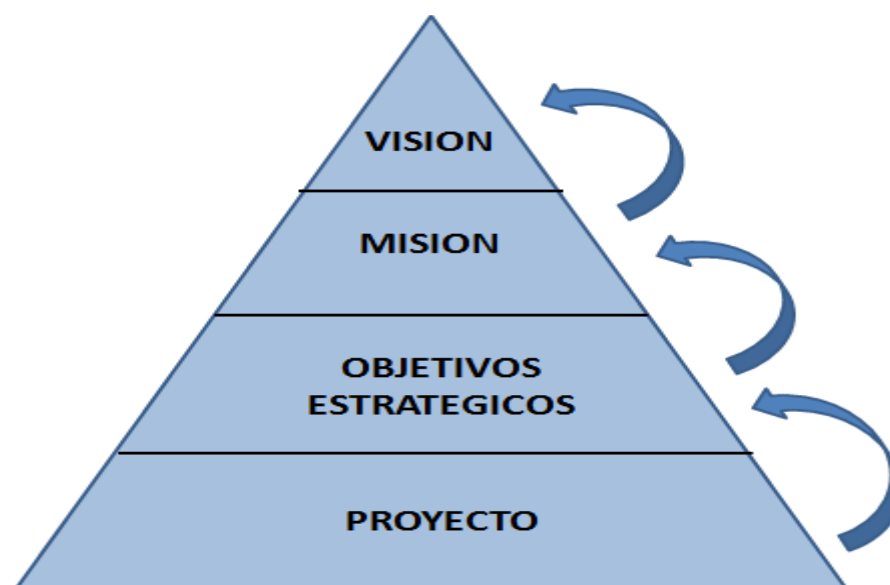 VISION
MISION
OBJETIVOS
ESTRATEGICOS
PROYECTO